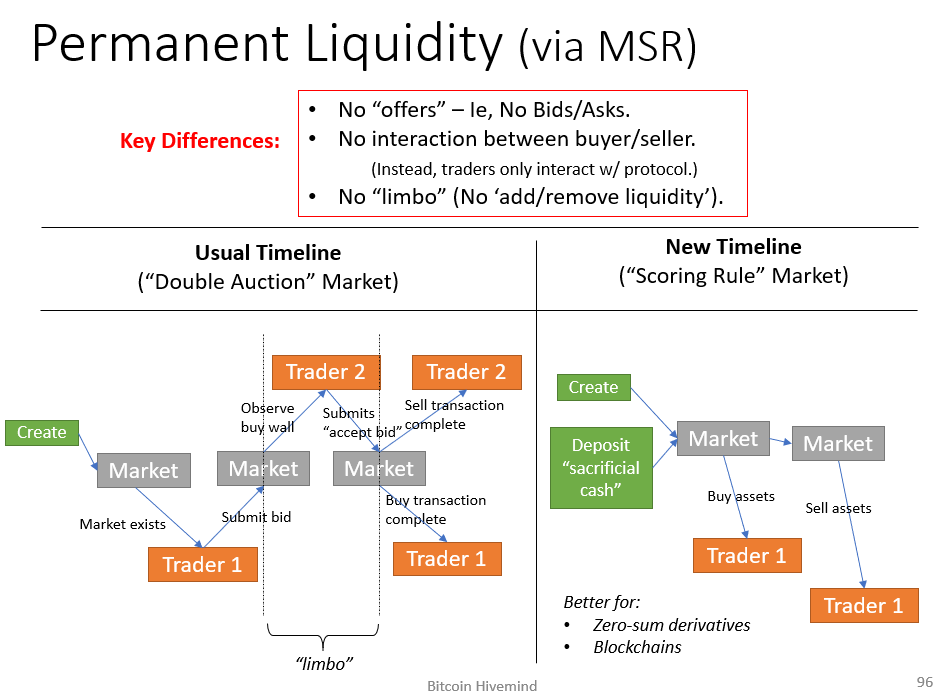 Permanent Liquidity (via MSR)
Key Differences:
• No “offers” – Ie, No Bids/Asks.
• No interaction between buyer/seller.
(Instead, traders only interact w/ protocol.)
• No “limbo” (No ‘add/remove liquidity’).
Usual Timeline
(“Double Auction” Market)
Create
Market
Market exists
Trader 1
Submit bid
Market
Observe
buy wall
Trader 2
Submits
“accept bid”
Market
Sell transaction
complete
Trader 2
Buy transaction
complete
Trader 1
“limbo”
New Timeline
(“Scoring Rule” Market)
Create
Deposit
“sacrificial
cash”
Market
Market
Buy assets
Sell assets
Trader 1
Trader 1
Better for:
• Zero-sum derivatives
• Blockchains
Bitcoin Hivemind
96